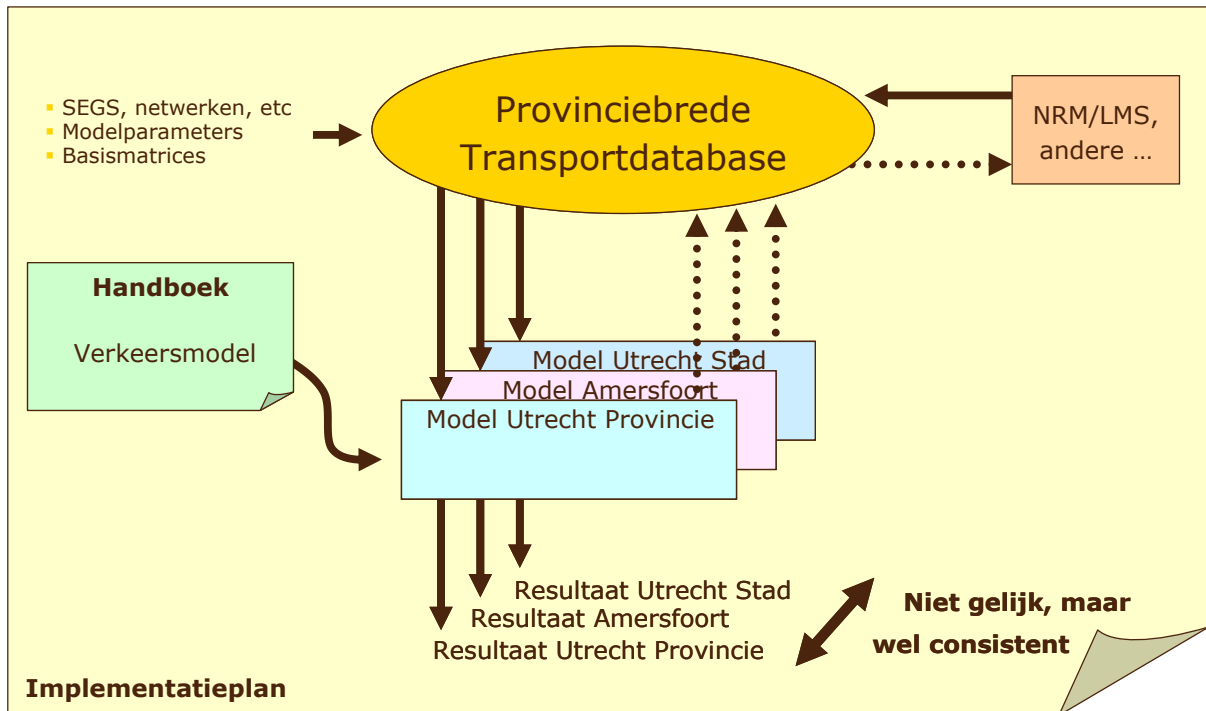 Provinciebrede
Transportdatabase
▪ SEGS, netwerken, etc
▪ Modelparameters
▪ Basismatrices
NRM/LMS,
andere ...
Handboek
Verkeersmodel
Model Utrecht Stad
Model Amersfoort
Model Utrecht Provincie
Resultaat Utrecht Stad
Resultaat Amersfoort
Resultaat Utrecht Provincie
Niet gelijk, maar
wel consistent
Implementatieplan